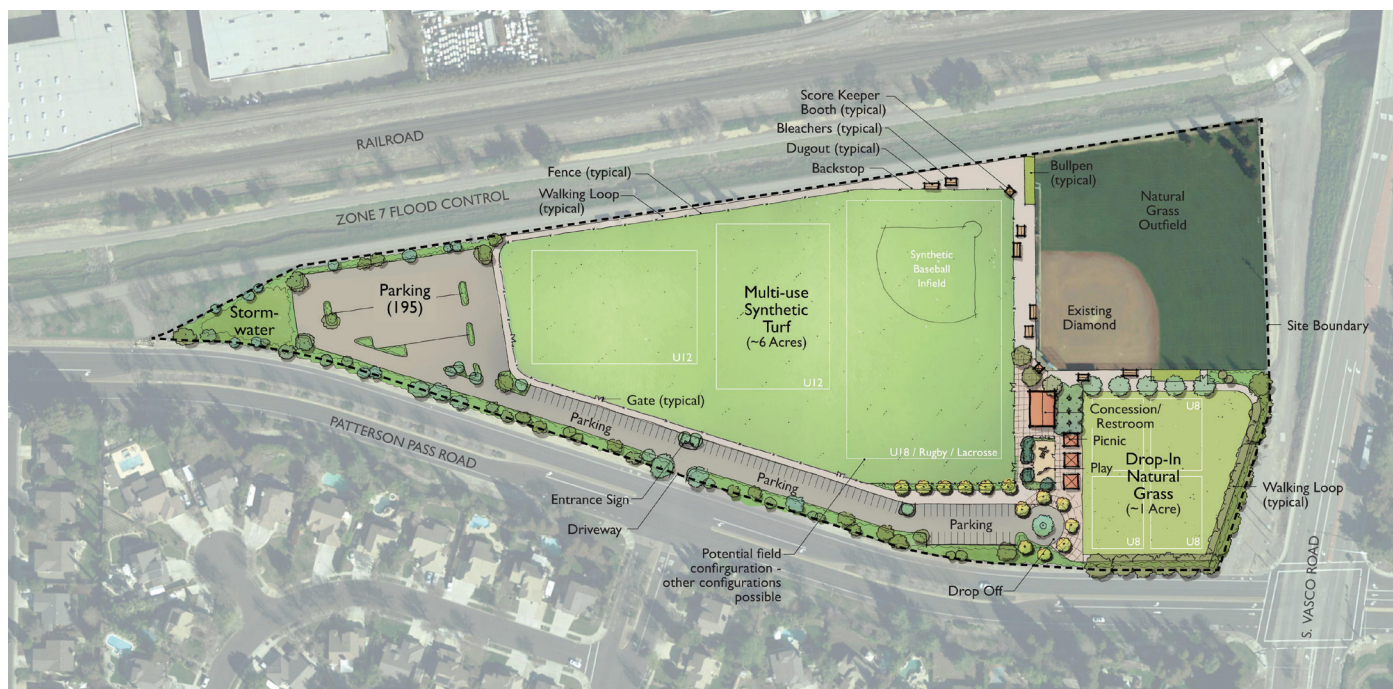 RAILROAD
ZONE 7 FLOOD CONTROL
Score Keeper
Booth (typical)
Bleachers (typical)
Dugout (typical)
Backstop
Fence (typical)
Walking Loop
(typical)
Bullpen
(typical)
Natural
Grass
Outfield
Parking
(195)
Storm-
water
Multi-use
Synthetic
Turf
(~6 Acres)
Synthetic
Baseball
Infield
Existing
Diamond
Site Boundary
U12
U12
U18 / Rugby / Lacrosse
Gate (typical)
Parking
Parking
Parking
Concession/
Restroom
Picnic
Play
U8
Drop-In
Natural
Grass
(~1 Acre)
U8
U8
Walking Loop
(typical)
PATTERSON PASS ROAD
Entrance Sign
Driveway
Potential field
confirguration -
other configurations
possible
Drop Off
S. VASCO ROAD